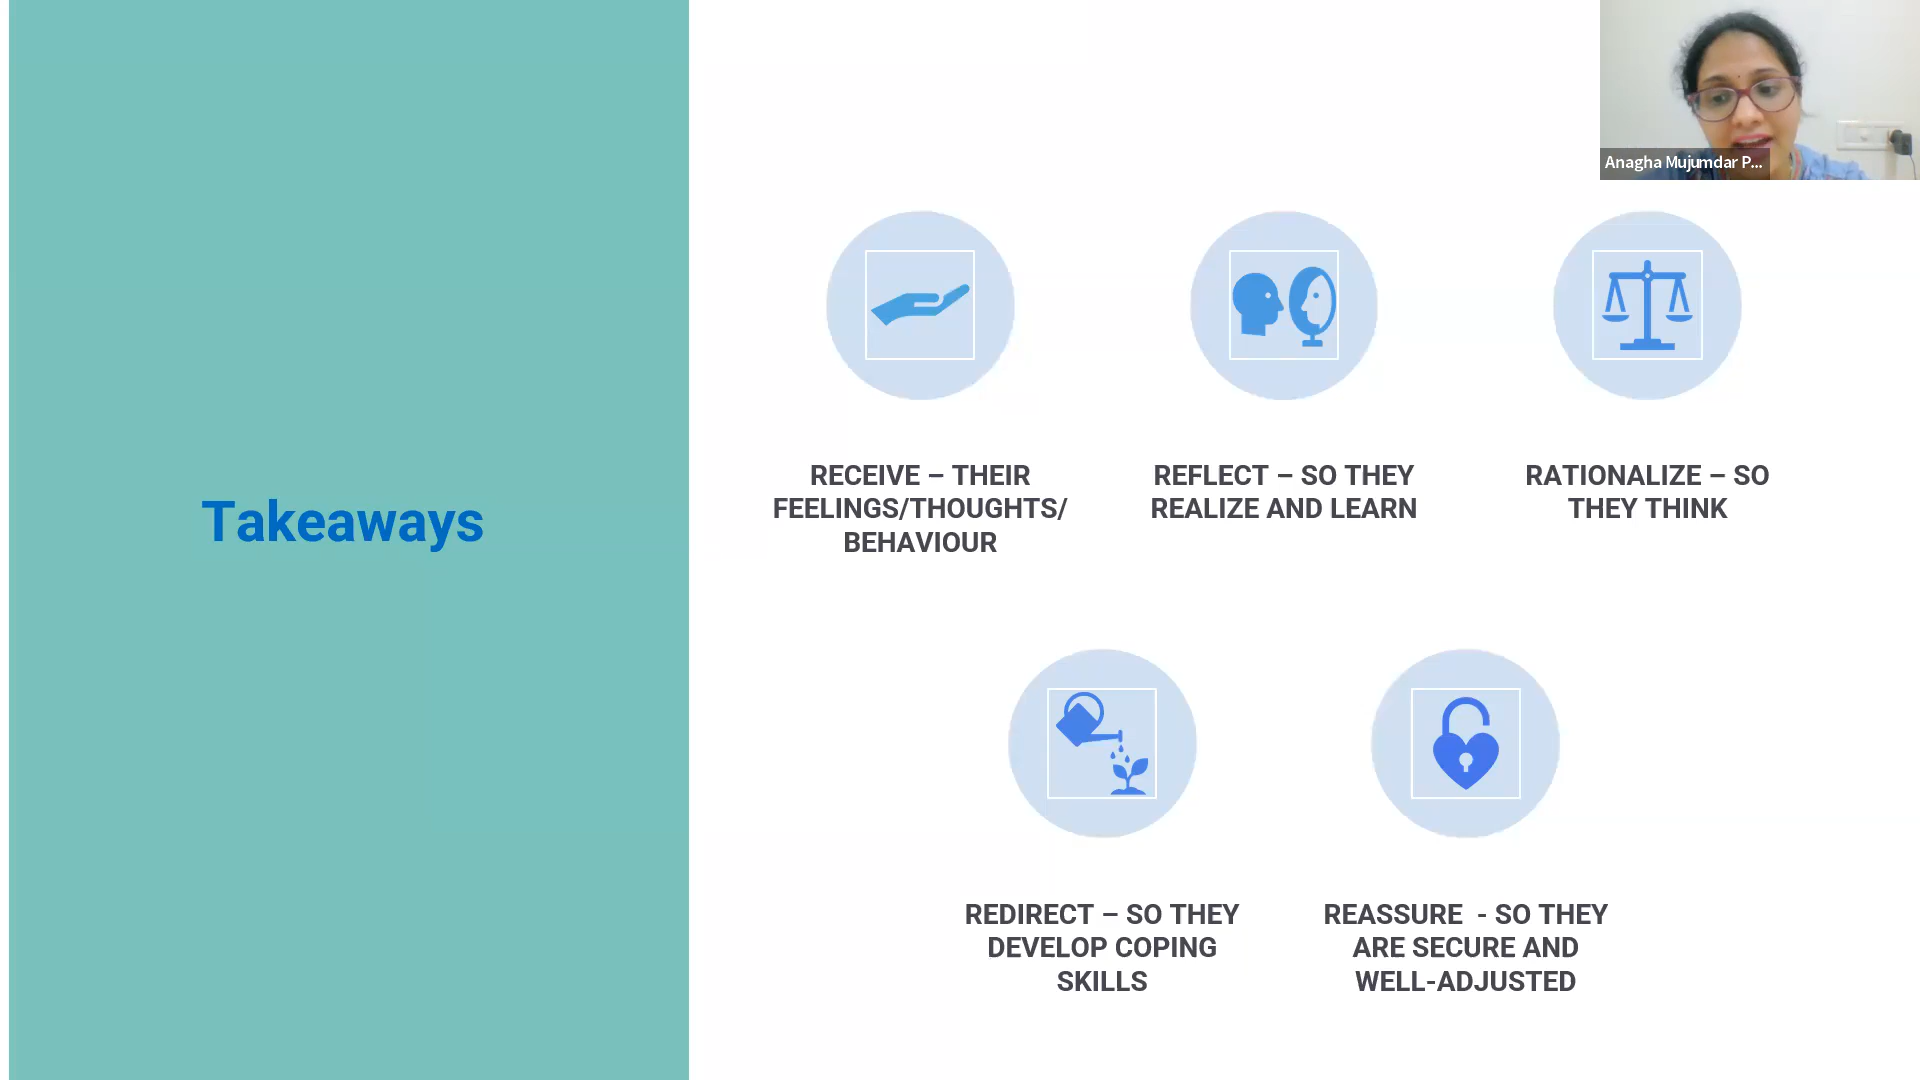 Anagha Mujumdar P...
Takeaways
RECEIVE – THEIR
FEELINGS/THOUGHTS/
BEHAVIOUR
REFLECT – SO THEY
REALIZE AND LEARN
RATIONALIZE – SO
THEY THINK
REDIRECT – SO THEY
DEVELOP COPING
SKILLS
REASSURE  - SO THEY
ARE SECURE AND
WELL-ADJUSTED